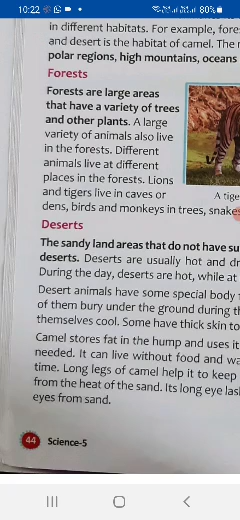 10:22
80%
in different habitats. For example, fore
and desert is the habitat of camel. The
polar regions, high mountains, oceans
Forests
Forests are large areas
that have a variety of trees
and other plants. A large
variety of animals also live
in the forests. Different
animals live at different
places in the forests. Lions
and tigers live in caves or
A tige
dens, birds and monkeys in trees, snake
Deserts
The sandy land areas that do not have su
deserts. Deserts are usually hot and dr
During the day, deserts are hot, while at
Desert animals have some special body
of them bury under the ground during th
themselves cool. Some have thick skin to
Camel stores fat in the hump and uses it
needed. It can live without food and wa
time. Long legs of camel help it to keep
from the heat of the sand. Its long eye las
eyes from sand.
44 Science-5